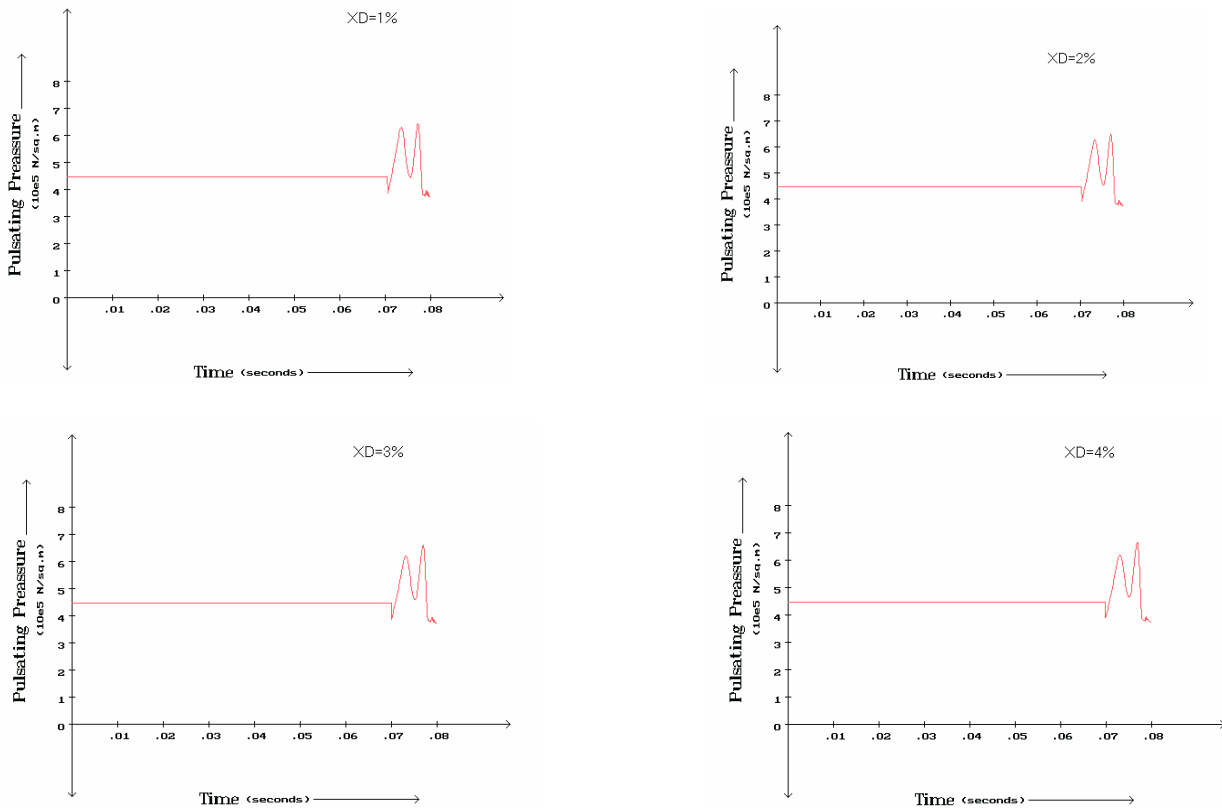 XD=1%
Pulsating Preassure
(10e5 N/sq.m)
8
7
6
5
4
3
2
1
0
.01 .02 .03 .04 .05 .06 .07 .08
Time (seconds)
XD=2%
Pulsating Preassure
(10e5 N/sq.m)
8
7
6
5
4
3
2
1
0
.01 .02 .03 .04 .05 .06 .07 .08
Time (seconds)
XD=3%
Pulsating Preassure
(10e5 N/sq.m)
8
7
6
5
4
3
2
1
0
.01 .02 .03 .04 .05 .06 .07 .08
Time (seconds)
XD=4%
Pulsating Preassure
(10e5 N/sq.m)
8
7
6
5
4
3
2
1
0
.01 .02 .03 .04 .05 .06 .07 .08
Time (seconds)